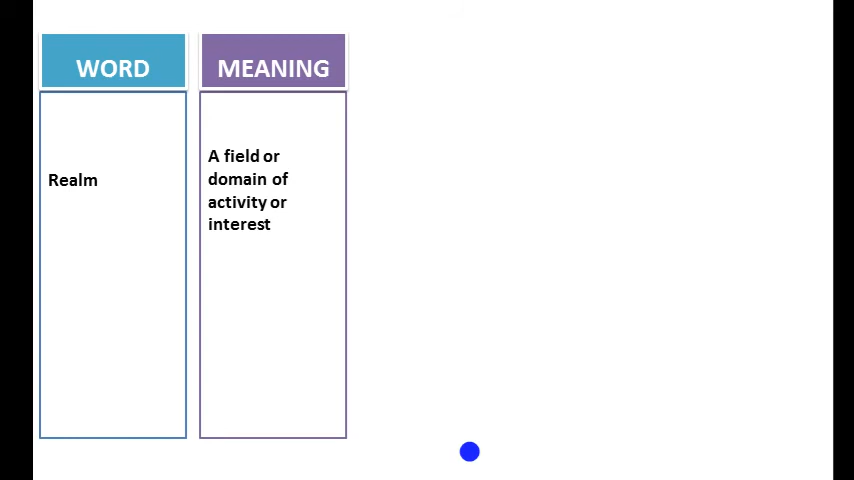 WORD
MEANING
Realm
A field or
domain of
activity or
interest